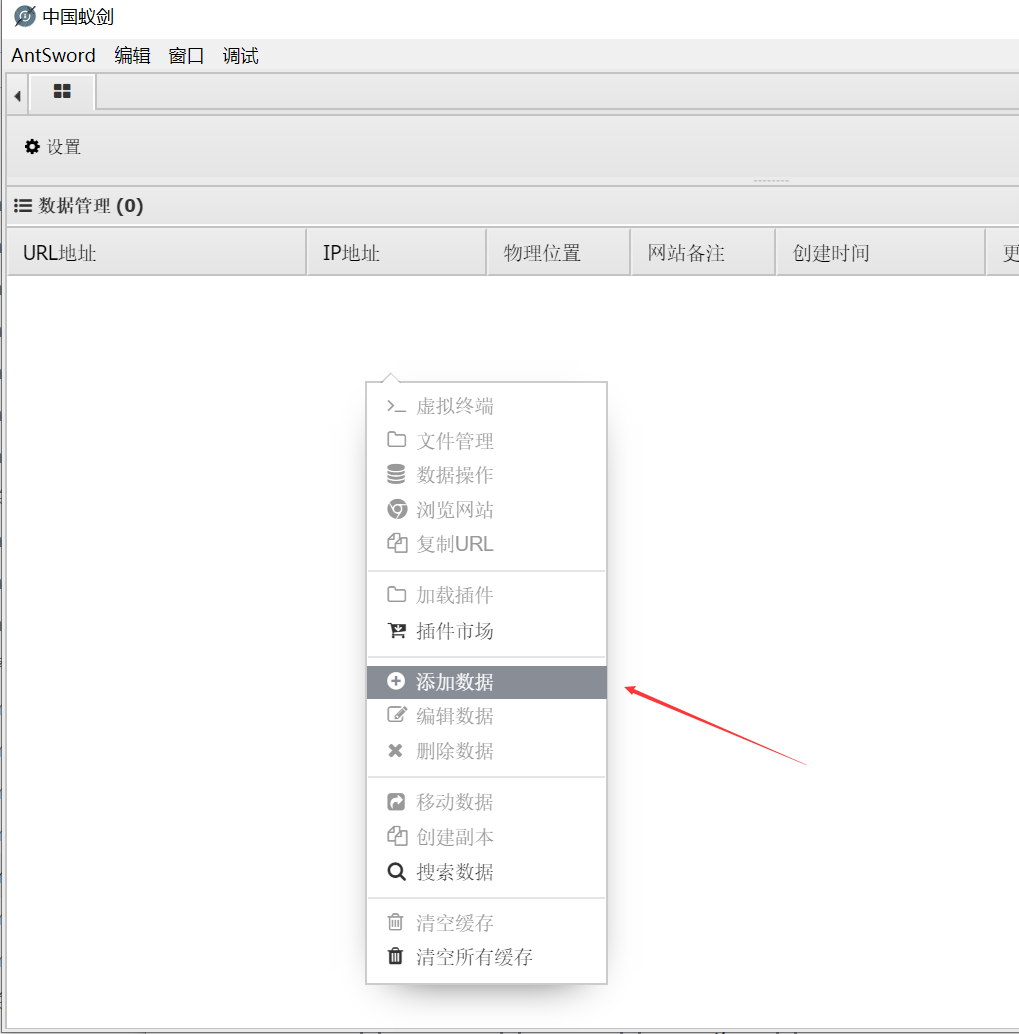 中国蚁剑
AntSword 编辑 窗口 调试
设置
数据管理 (0)
URL地址 IP地址 物理位置 网站备注 创建时间 更
虚拟终端
文件管理
数据操作
浏览网站
复制URL
加载插件
插件市场
添加数据
编辑数据
删除数据
移动数据
创建副本
搜索数据
清空缓存
清空所有缓存